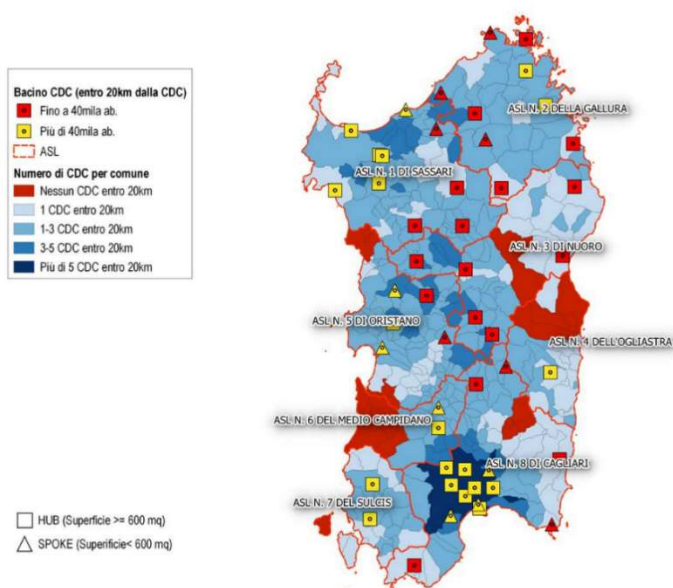 Bacino CDC (entro 20km dalla CDC)
Fino a 40mila ab.
Più di 40mila ab.
ASL
Numero di CDC per comune
Nessun CDC entro 20km
1 CDC entro 20km
1-3 CDC entro 20km
3-5 CDC entro 20km
Più di 5 CDC entro 20km
ASL N. 2 DELLA GALLURA
ASL N. 1 DI SASSARI
ASL N. 3 DI NUORO
ASL N. 5 DI ORISTANO
ASL N. 4 DELL'OGLIASTRA
ASL N. 6 DEL MEDIO CAMPIDANO
ASL N. 8 DI CAGLIARI
ASL N. 7 DEL SULCIS
HUB (Superficie >= 600 mq)
SPOKE (Superificie< 600 mq)